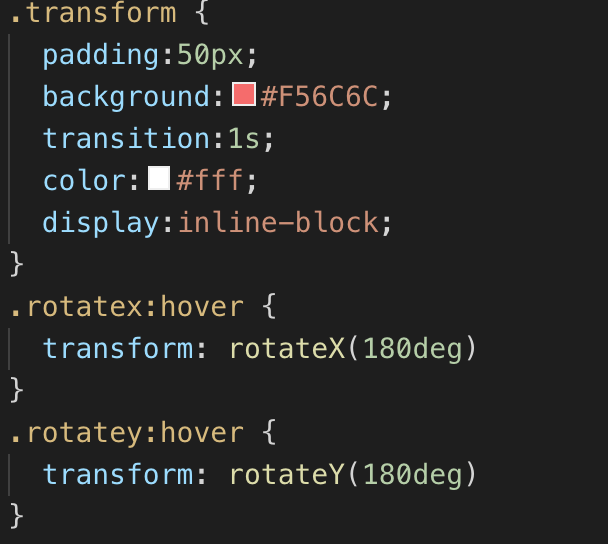 .transform {
padding:50px;
background:#F56C6C;
transition:1s;
color:#fff;
display:inline-block;
}
.rotatex:hover {
transform: rotateX(180deg)
}
.rotatey:hover {
transform: rotateY(180deg)
}